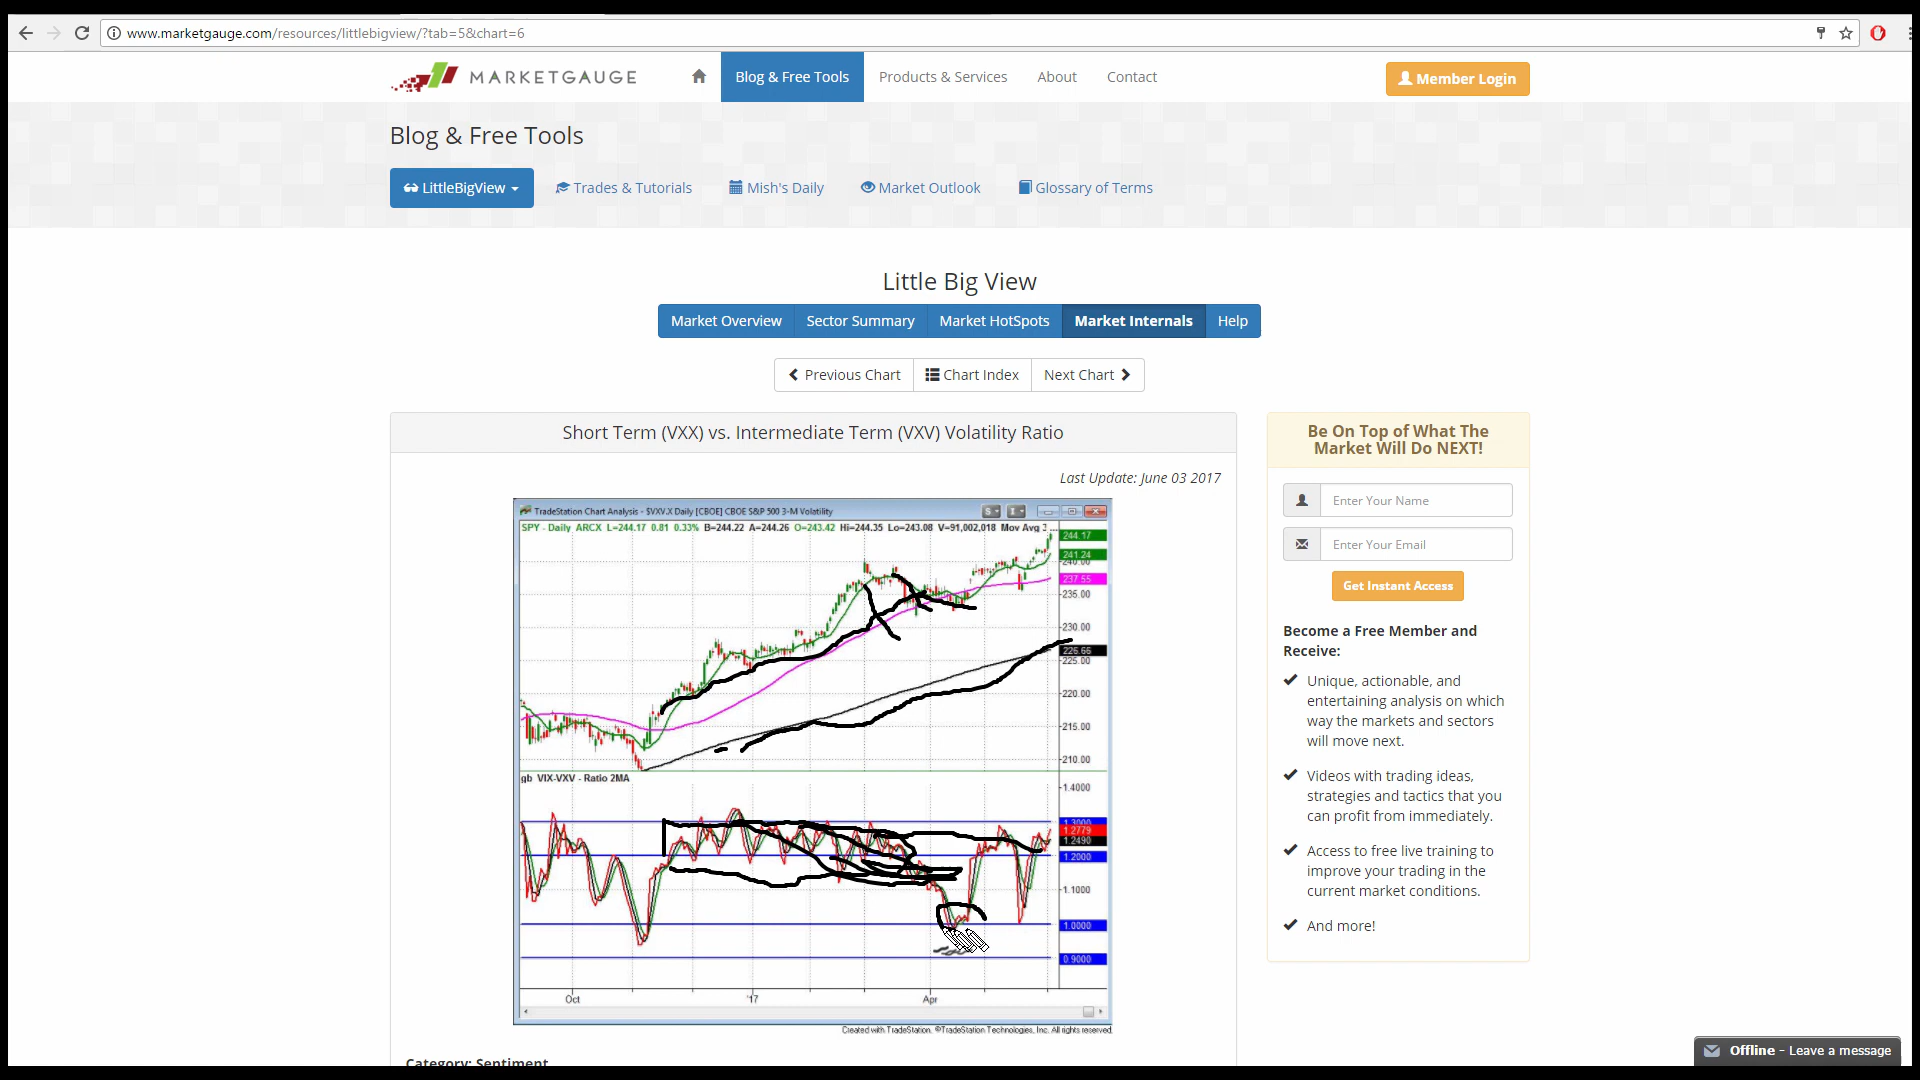 www.marketgauge.com/resources/littlebigview/?tab=5&chart=6
MARKETGAUGE
Blog & Free Tools
Products & Services
About
Contact
Member Login
Blog & Free Tools
LittleBigView
Trades & Tutorials
Mish's Daily
Market Outlook
Glossary of Terms
Little Big View
Market Overview
Sector Summary
Market HotSpots
Market Internals
Help
Previous Chart
Chart Index
Next Chart
Short Term (VXX) vs. Intermediate Term (VXV) Volatility Ratio
Last Update: June 03 2017
TradeStation Chart Analysis - $VXV.X Daily [CBOE] CBOE S&P 500 3-M Volatility
SPY - Daily ARCX L=244.17 0.81 0.33% B=244.22 A=244.26 O=243.42 Hi=244.35 Lo=243.08 V=91,002,018 Mov Avg 3 ...
244.17
241.24
240.00
237.55
235.00
230.00
226.66
225.00
220.00
215.00
210.00
gb VIX-VXV - Ratio 2MA
1.4000
1.3000
1.2779
1.2490
1.2000
1.1000
1.0000
0.9000
Oct
'17
Apr
Created with TradeStation. ©TradeStation Technologies, Inc. All rights reserved.
Category: Sentiment
Be On Top of What The
Market Will Do NEXT!
Enter Your Name
Enter Your Email
Get Instant Access
Become a Free Member and
Receive:
Unique, actionable, and
entertaining analysis on which
way the markets and sectors
will move next.
Videos with trading ideas,
strategies and tactics that you
can profit from immediately.
Access to free live training to
improve your trading in the
current market conditions.
And more!
Offline - Leave a message